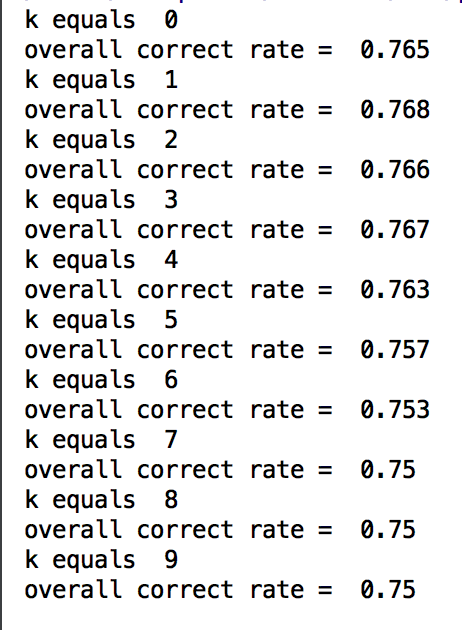 k equals  0
overall correct rate =  0.765
k equals  1
overall correct rate =  0.768
k equals  2
overall correct rate =  0.766
k equals  3
overall correct rate =  0.767
k equals  4
overall correct rate =  0.763
k equals  5
overall correct rate =  0.757
k equals  6
overall correct rate =  0.753
k equals  7
overall correct rate =  0.75
k equals  8
overall correct rate =  0.75
k equals  9
overall correct rate =  0.75